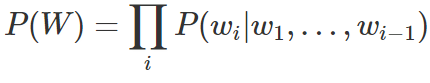 P(W) = ∏_i P(w_i|w_1, . . . , w_{i−1})